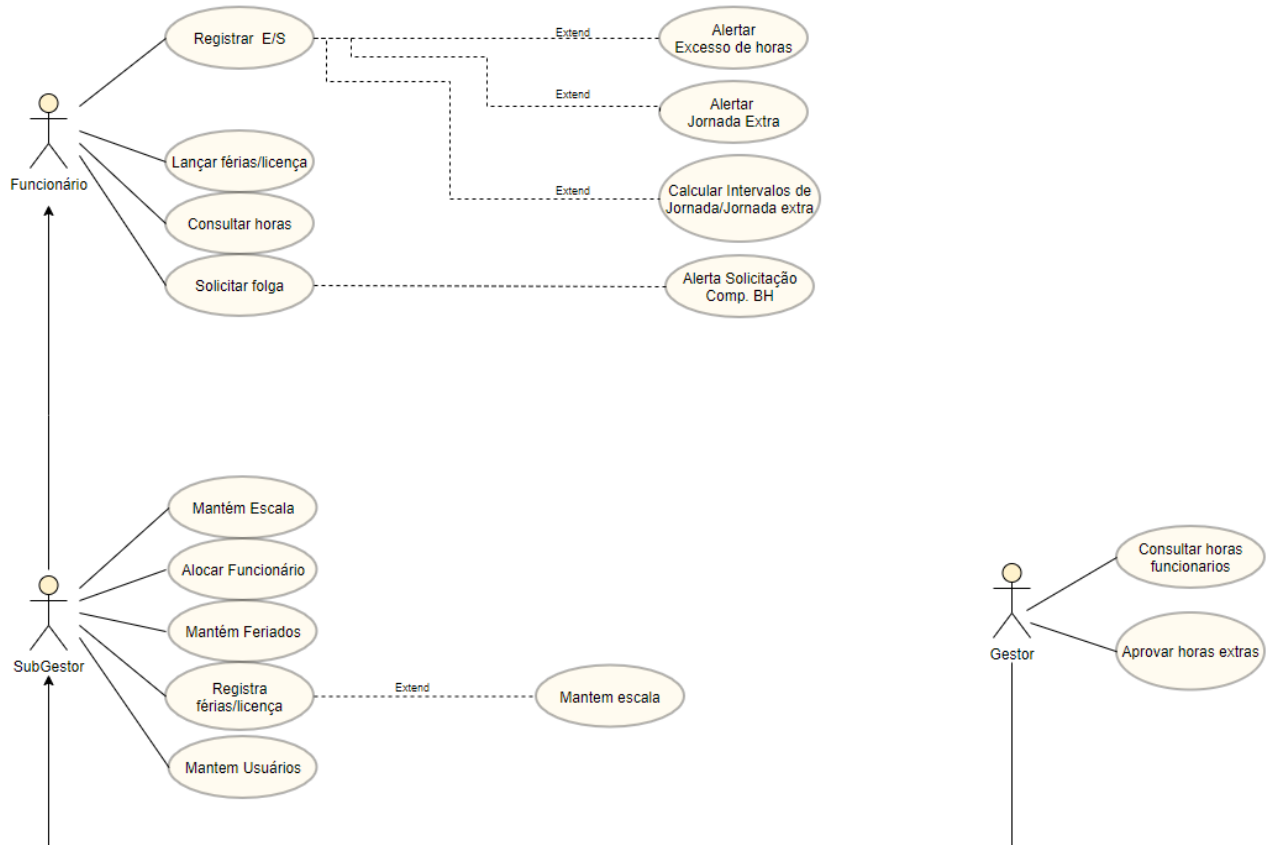 Registrar E/S
Extend
Alertar
Excesso de horas
Extend
Alertar
Jornada Extra
Funcionário
Lançar férias/licença
Extend
Calcular Intervalos de
Jornada/Jornada extra
Consultar horas
Solicitar folga
Alerta Solicitação
Comp. BH
Mantém Escala
Alocar Funcionário
Mantém Feriados
SubGestor
Registra
férias/licença
Extend
Mantem escala
Mantem Usuários
Consultar horas
funcionarios
Gestor
Aprovar horas extras